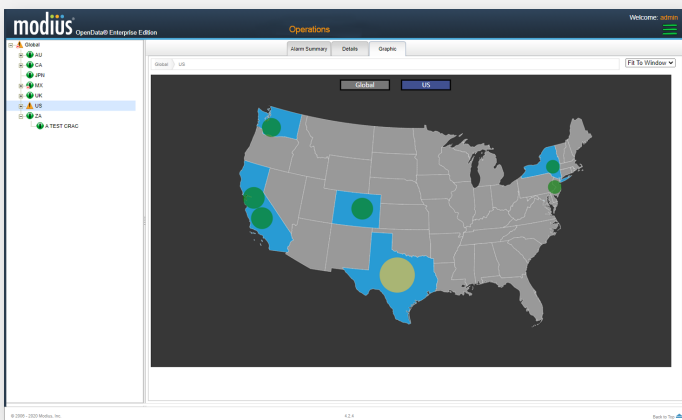 modius® OpenData® Enterprise Edition
Operations
Welcome: admin
Global
AU
CA
JPN
MX
UK
US
ZA
A TEST CRAC
Alarm Summary Details Graphic
Global US
Fit To Window
Global US
© 2005 - 2020 Modius, Inc.
4.2.4
Back to Top